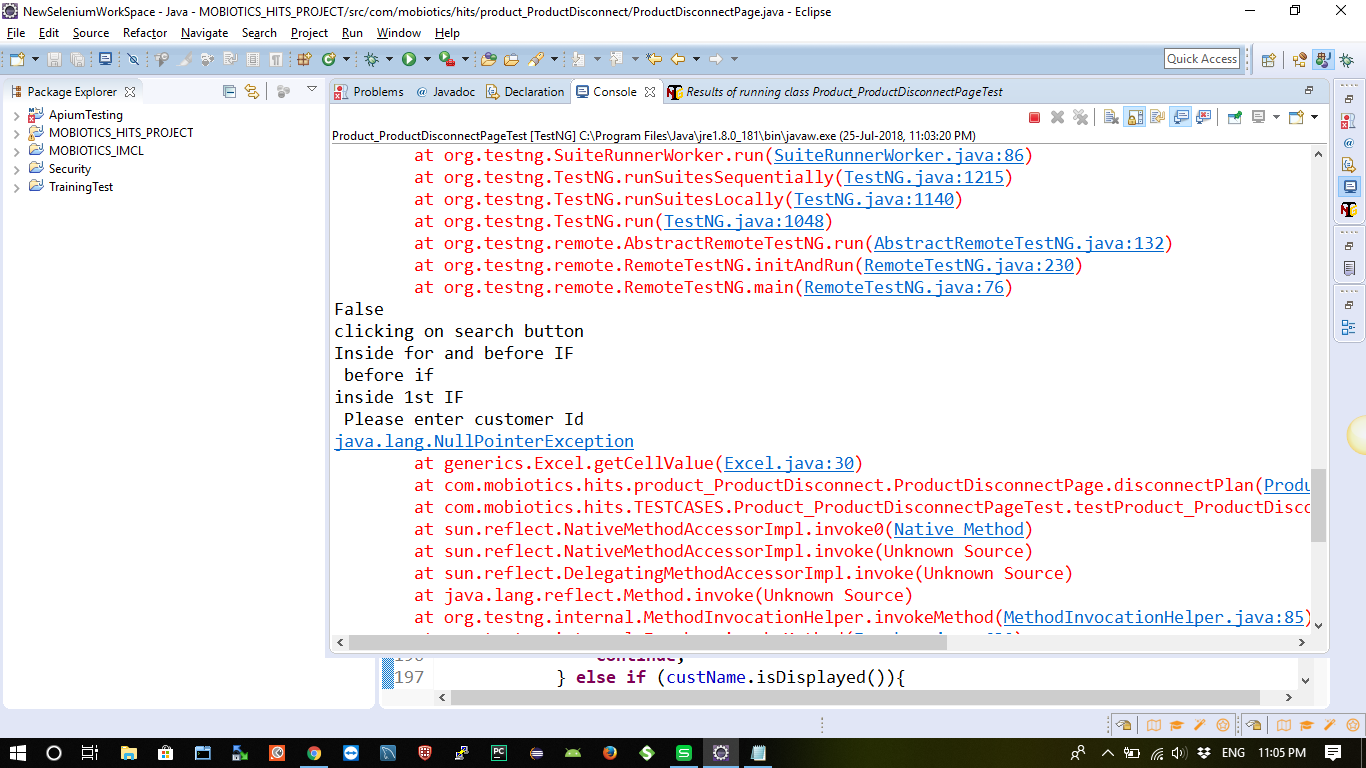 NewSeleniumWorkSpace - Java - MOBIOTICS_HITS_PROJECT/src/com/mobiotics/hits/product_ProductDisconnect/ProductDisconnectPage.java - Eclipse
File Edit Source Refactor Navigate Search Project Run Window Help
Quick Access
Package Explorer
ApiumTesting
MOBIOTICS_HITS_PROJECT
MOBIOTICS_IMCL
Security
TrainingTest
Problems @ Javadoc Declaration Console Results of running class Product_ProductDisconnectPageTest
Product_ProductDisconnectPageTest [TestNG] C:\Program Files\Java\jre1.8.0_181\bin\javaw.exe (25-Jul-2018, 11:03:20 PM)
at org.testng.SuiteRunnerWorker.run(SuiteRunnerWorker.java:86)
at org.testng.TestNG.runSuitesSequentially(TestNG.java:1215)
at org.testng.TestNG.runSuitesLocally(TestNG.java:1140)
at org.testng.TestNG.run(TestNG.java:1048)
at org.testng.remote.AbstractRemoteTestNG.run(AbstractRemoteTestNG.java:132)
at org.testng.remote.RemoteTestNG.initAndRun(RemoteTestNG.java:230)
at org.testng.remote.RemoteTestNG.main(RemoteTestNG.java:76)
False
clicking on search button
Inside for and before IF
before if
inside 1st IF
Please enter customer Id
java.lang.NullPointerException
at generics.Excel.getCellValue(Excel.java:30)
at com.mobiotics.hits.product_ProductDisconnect.ProductDisconnectPage.disconnectPlan(Produ
at com.mobiotics.hits.TESTCASES.Product_ProductDisconnectPageTest.testProduct_ProductDisco
at sun.reflect.NativeMethodAccessorImpl.invoke0(Native Method)
at sun.reflect.NativeMethodAccessorImpl.invoke(Unknown Source)
at sun.reflect.DelegatingMethodAccessorImpl.invoke(Unknown Source)
at java.lang.reflect.Method.invoke(Unknown Source)
at org.testng.internal.MethodInvocationHelper.invokeMethod(MethodInvocationHelper.java:85)
196 continue;
197 } else if (custName.isDisplayed()){
ENG 11:05 PM